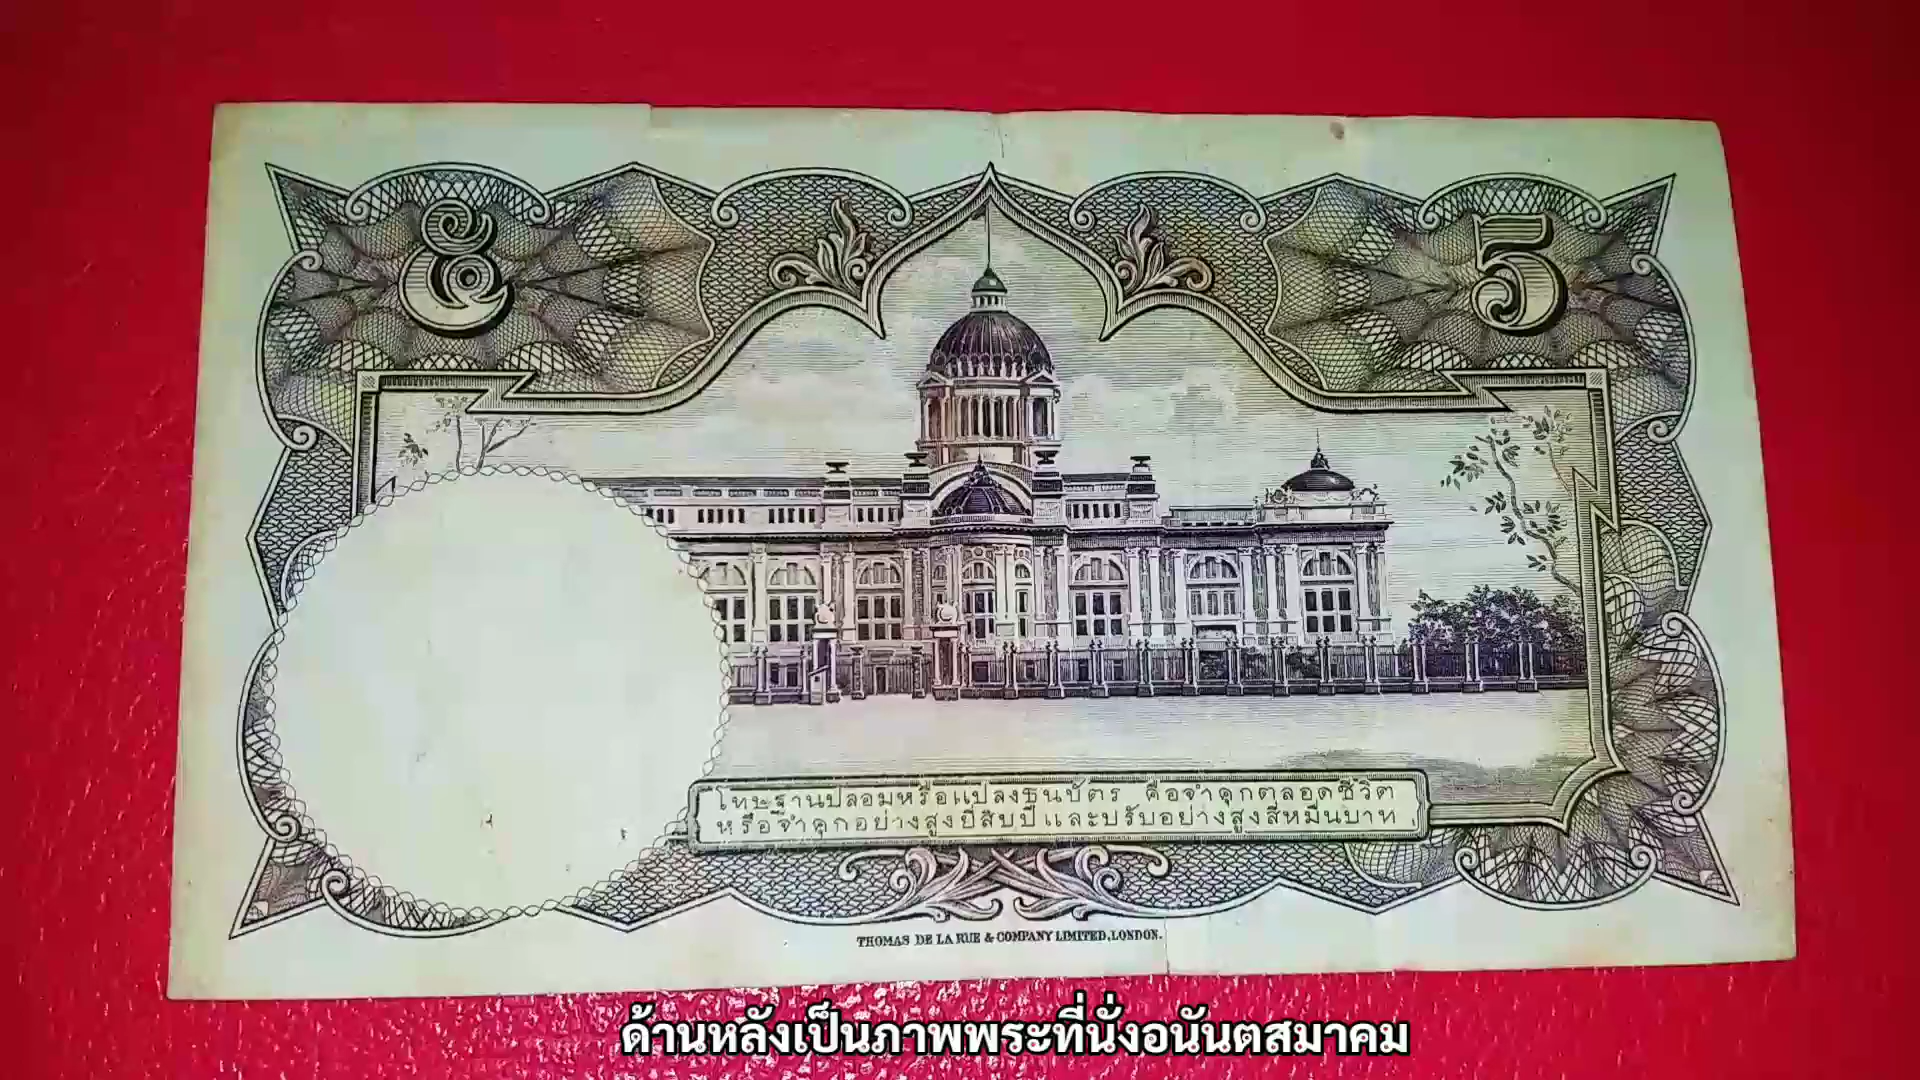 ๕
5
โทษฐานปลอมหรือแปลงธนบัตร คือจำคุกตลอดชีวิต
หรือจำคุกอย่างสูงยี่สิบปีและปรับอย่างสูงสี่หมื่นบาท
THOMAS DE LA RUE & COMPANY LIMITED, LONDON.
ด้านหลังเป็นภาพพระที่นั่งอนันตสมาคม